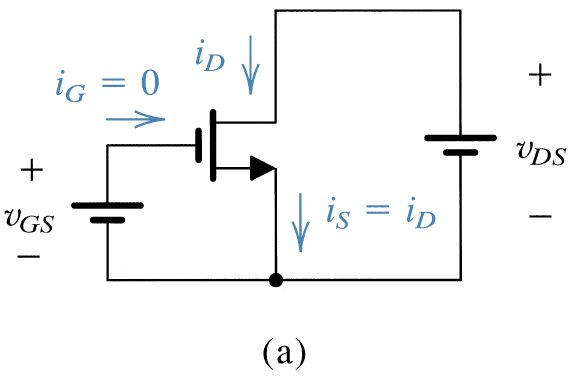 i_D
i_G = 0
+
v_GS
−
+
v_DS
−
i_S = i_D
(a)